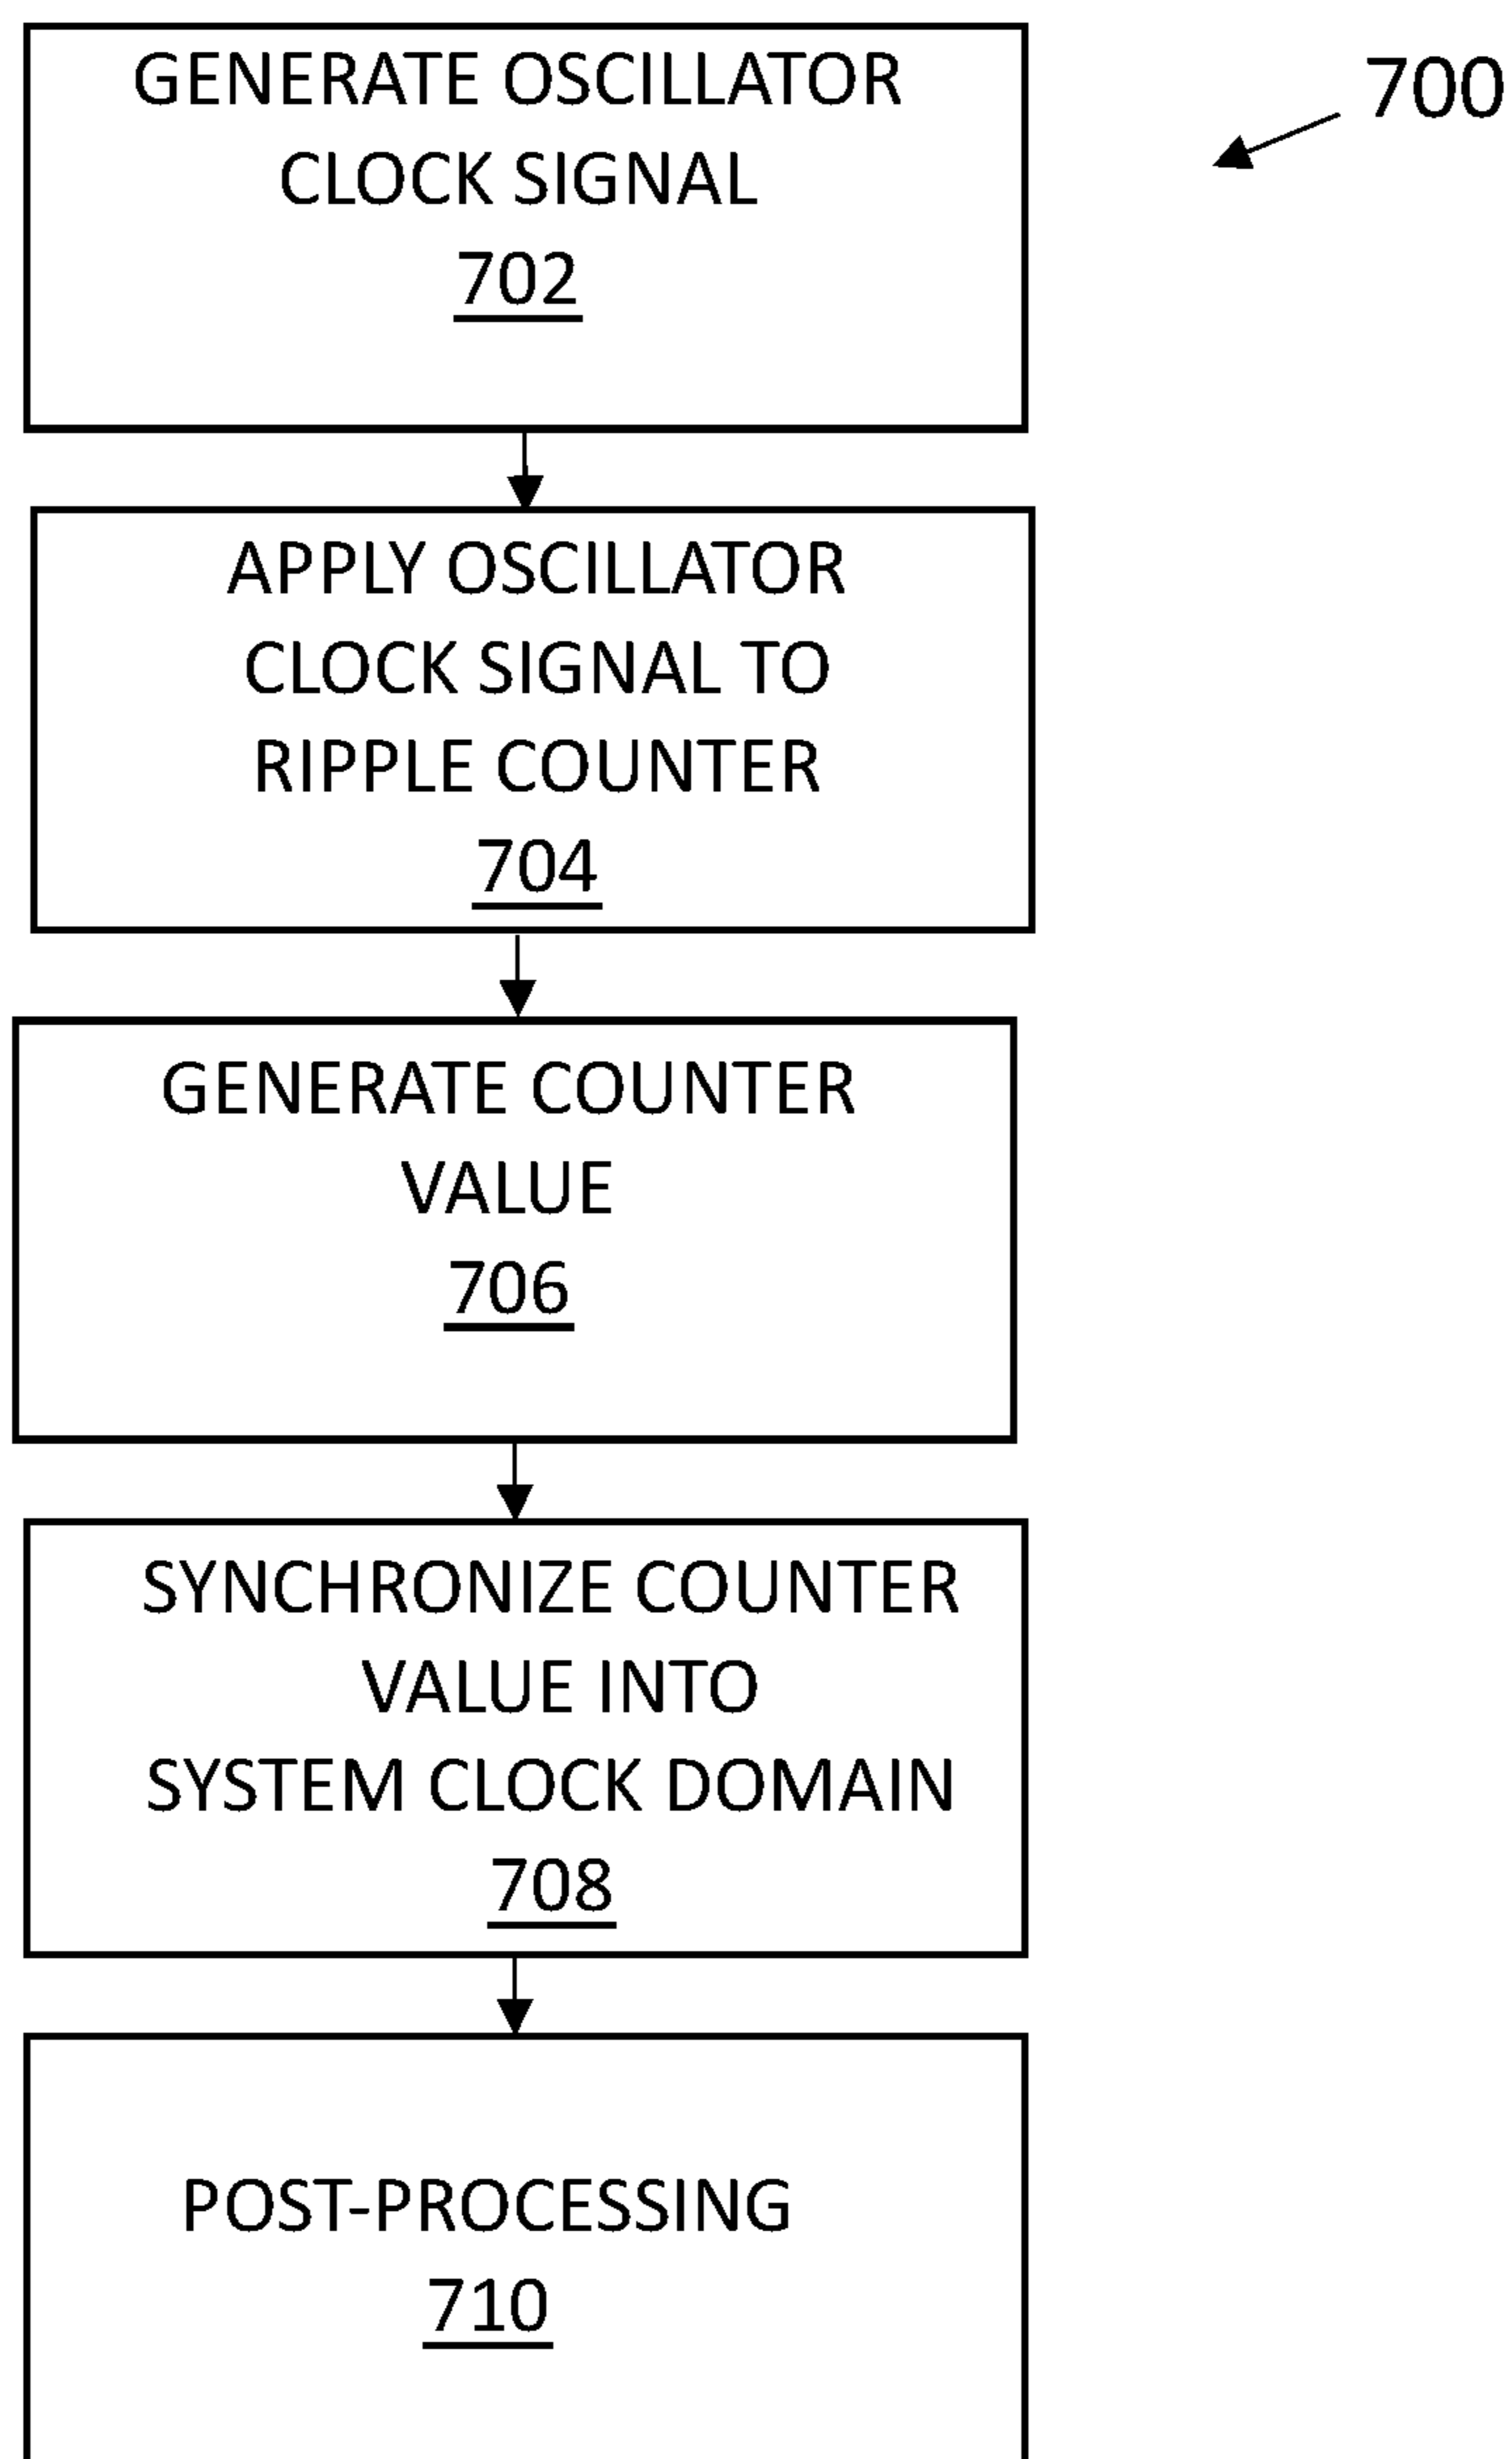 GENERATE OSCILLATOR
CLOCK SIGNAL
702
700
APPLY OSCILLATOR
CLOCK SIGNAL TO
RIPPLE COUNTER
704
GENERATE COUNTER
VALUE
706
SYNCHRONIZE COUNTER
VALUE INTO
SYSTEM CLOCK DOMAIN
708
POST-PROCESSING
710